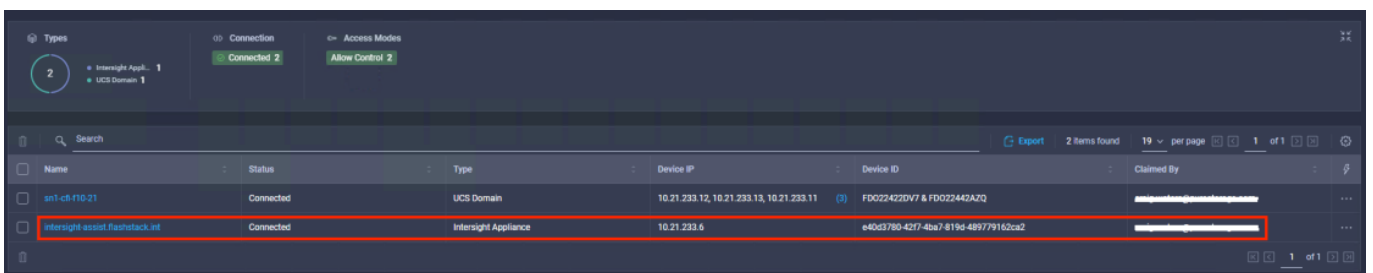 Types
Connection
Access Modes
2
Intersight Appli... 1
UCS Domain 1
Connected 2
Allow Control 2
Search
Export
2 items found
19 per page
1 of 1
Name Status Type Device IP Device ID Claimed By
sn1-cfi-f10-21 Connected UCS Domain 10.21.233.12, 10.21.233.13, 10.21.233.11 (3) FDO22422DV7 & FDO22442AZQ
intersight-assist.flashstack.int Connected Intersight Appliance 10.21.233.6 e40d3780-42f7-4ba7-819d-489779162ca2
1 of 1